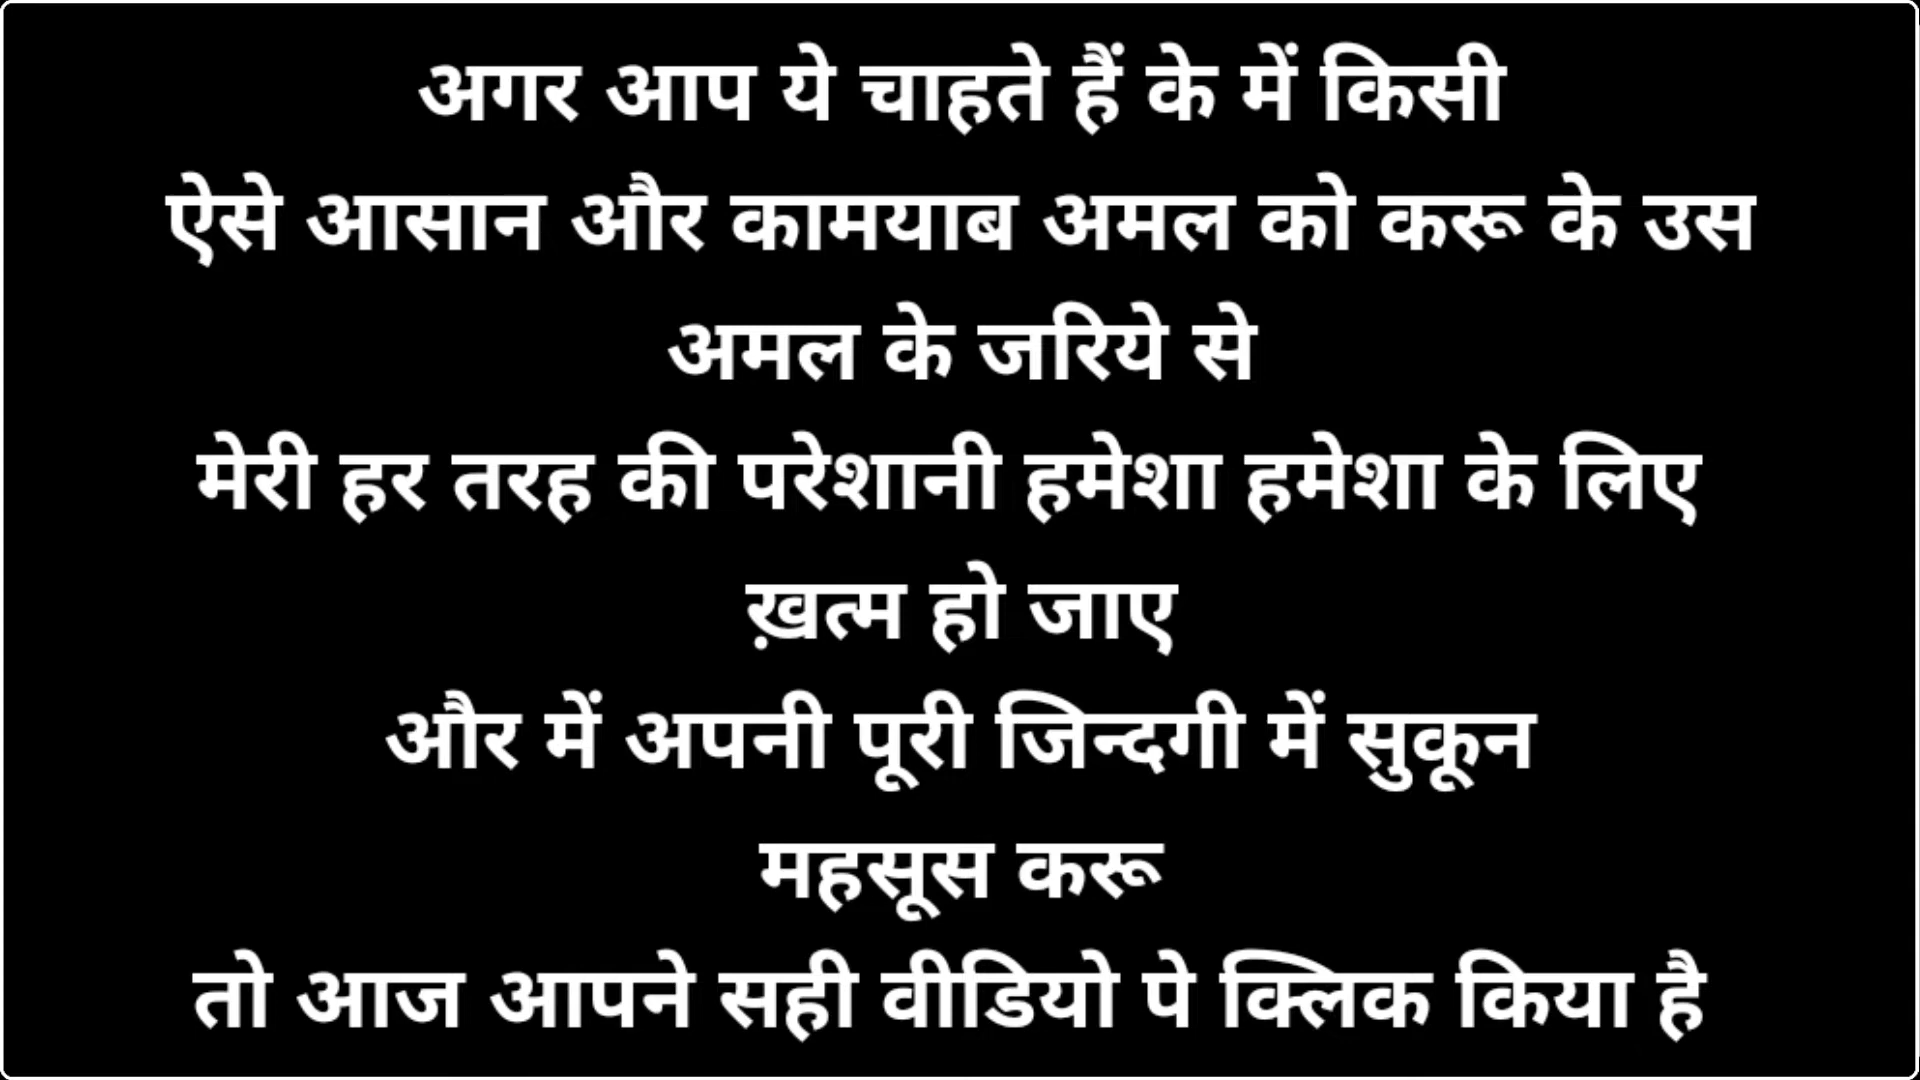 अगर आप ये चाहते हैं के में किसी
ऐसे आसान और कामयाब अमल को करू के उस
अमल के जरिये से
मेरी हर तरह की परेशानी हमेशा हमेशा के लिए
ख़त्म हो जाए
और में अपनी पूरी जिन्दगी में सुकून
महसूस करू
तो आज आपने सही वीडियो पे क्लिक किया है